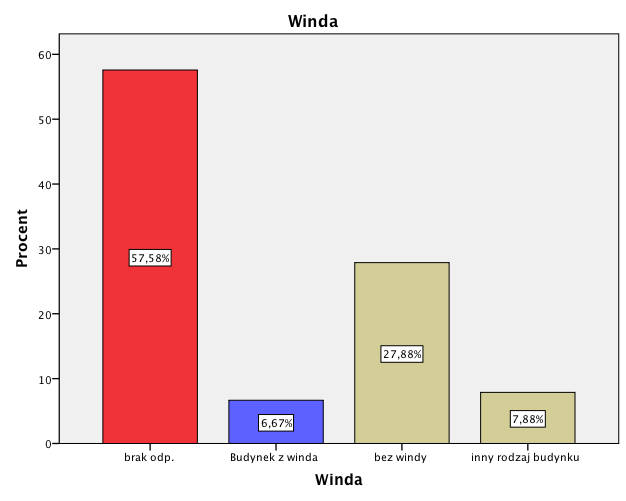 Winda
Procent
60
50
40
30
20
10
0
57,58%
6,67%
27,88%
7,88%
brak odp.
Budynek z winda
bez windy
inny rodzaj budynku
Winda